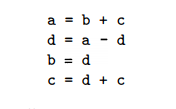 a = b + c
d = a - d
b = d
c = d + c